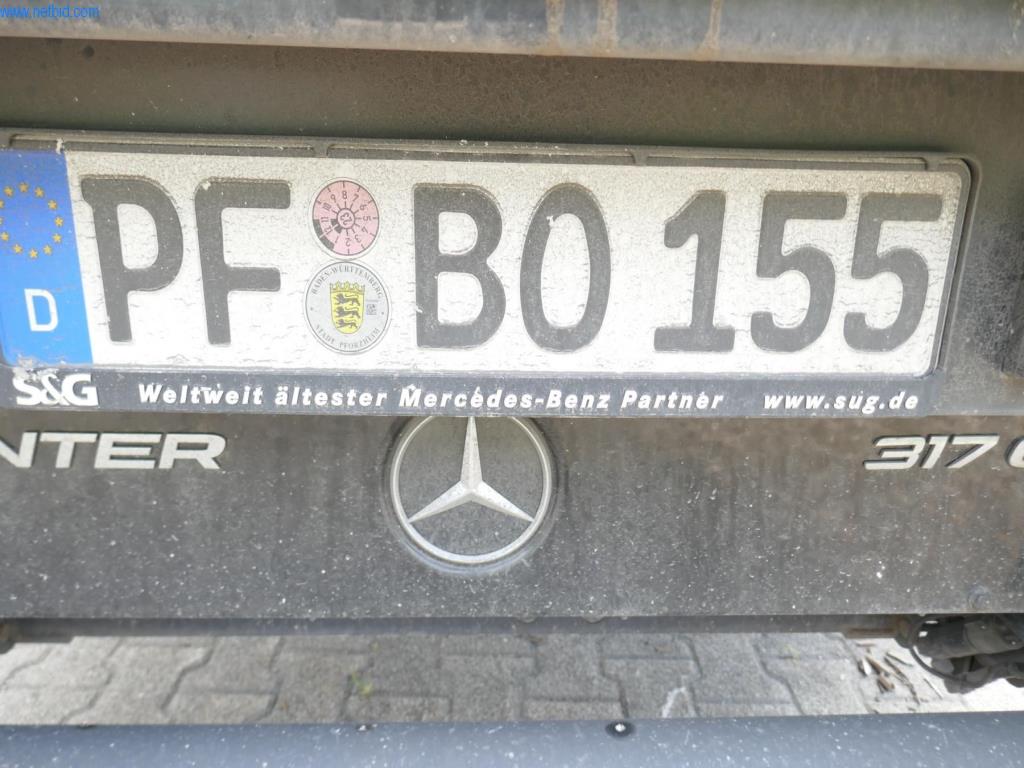 www.netbid.com
D PF BO 155
BADEN-WÜRTTEMBERG
STADT PFORZHEIM
S&G Weltweit ältester Mercedes-Benz Partner www.sug.de
NTER 317